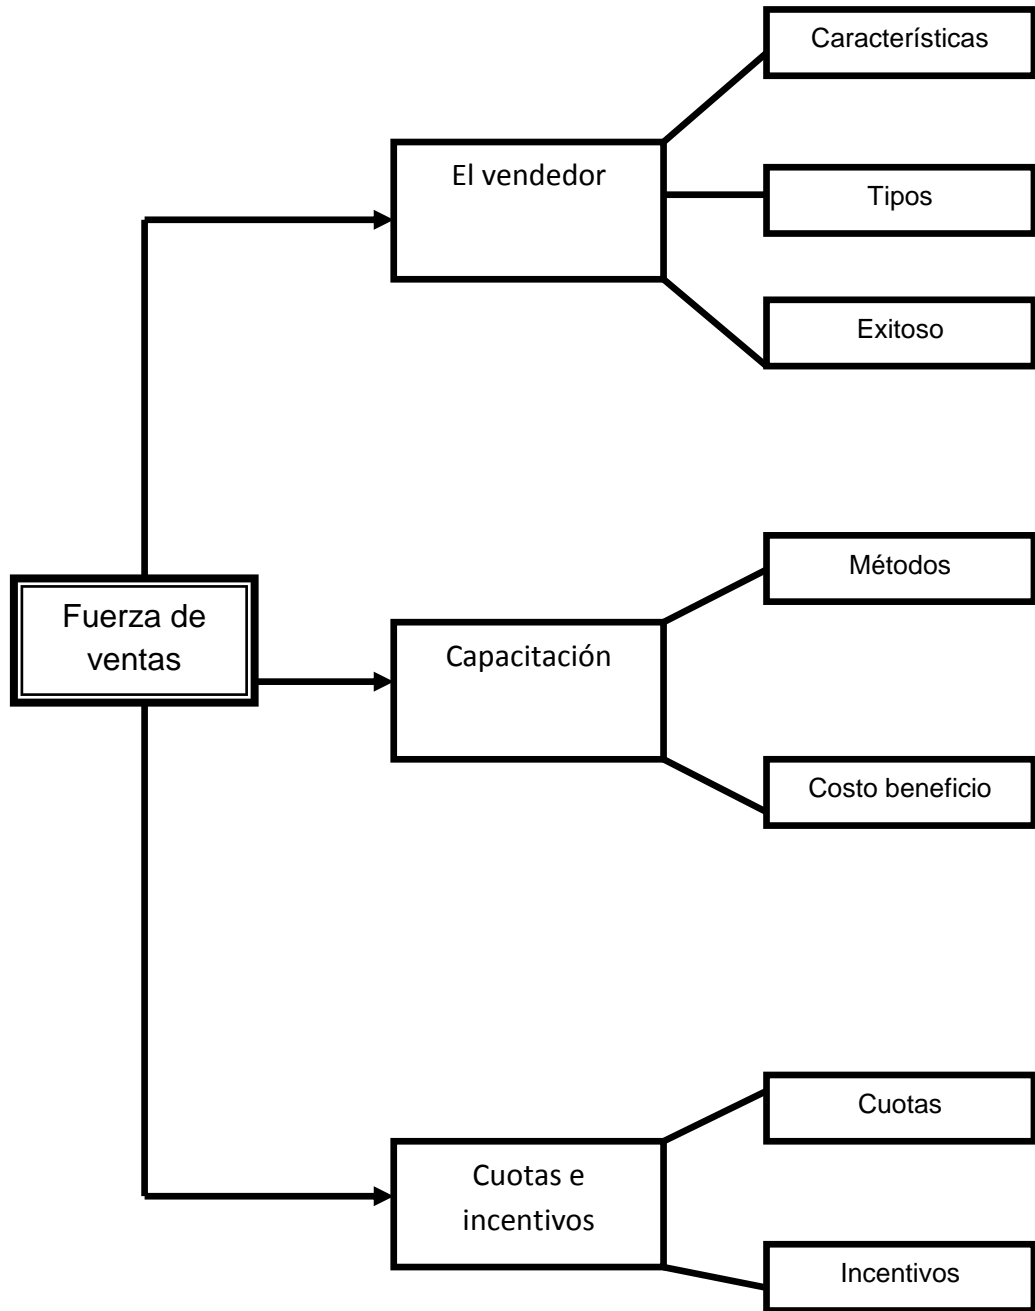 Características
El vendedor
Tipos
Exitoso
Métodos
Fuerza de
ventas
Capacitación
Costo beneficio
Cuotas
Cuotas e
incentivos
Incentivos